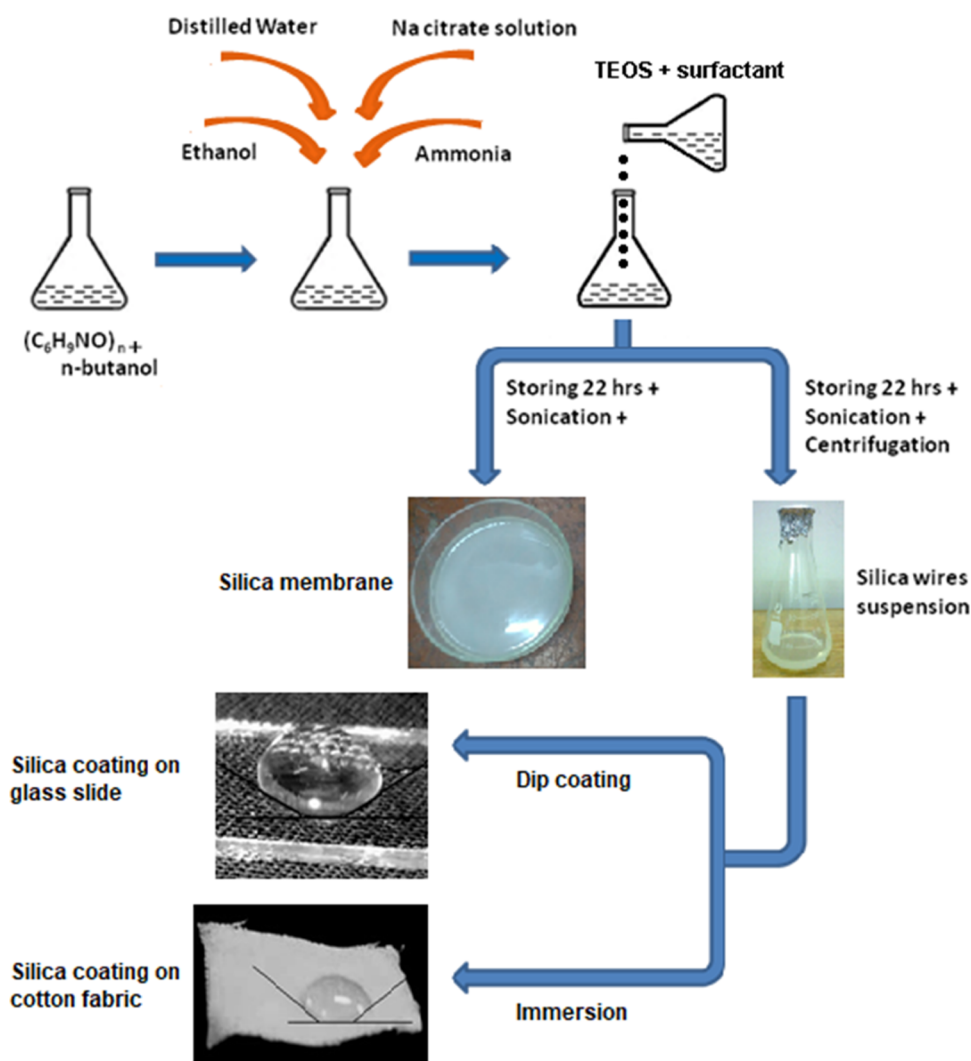 Distilled Water
Na citrate solution
TEOS + surfactant
Ethanol
Ammonia
(C₆H₉NO)ₙ +
n-butanol
Storing 22 hrs +
Sonication +
Storing 22 hrs +
Sonication +
Centrifugation
Silica membrane
Silica wires
suspension
Silica coating on
glass slide
Dip coating
Silica coating on
cotton fabric
Immersion